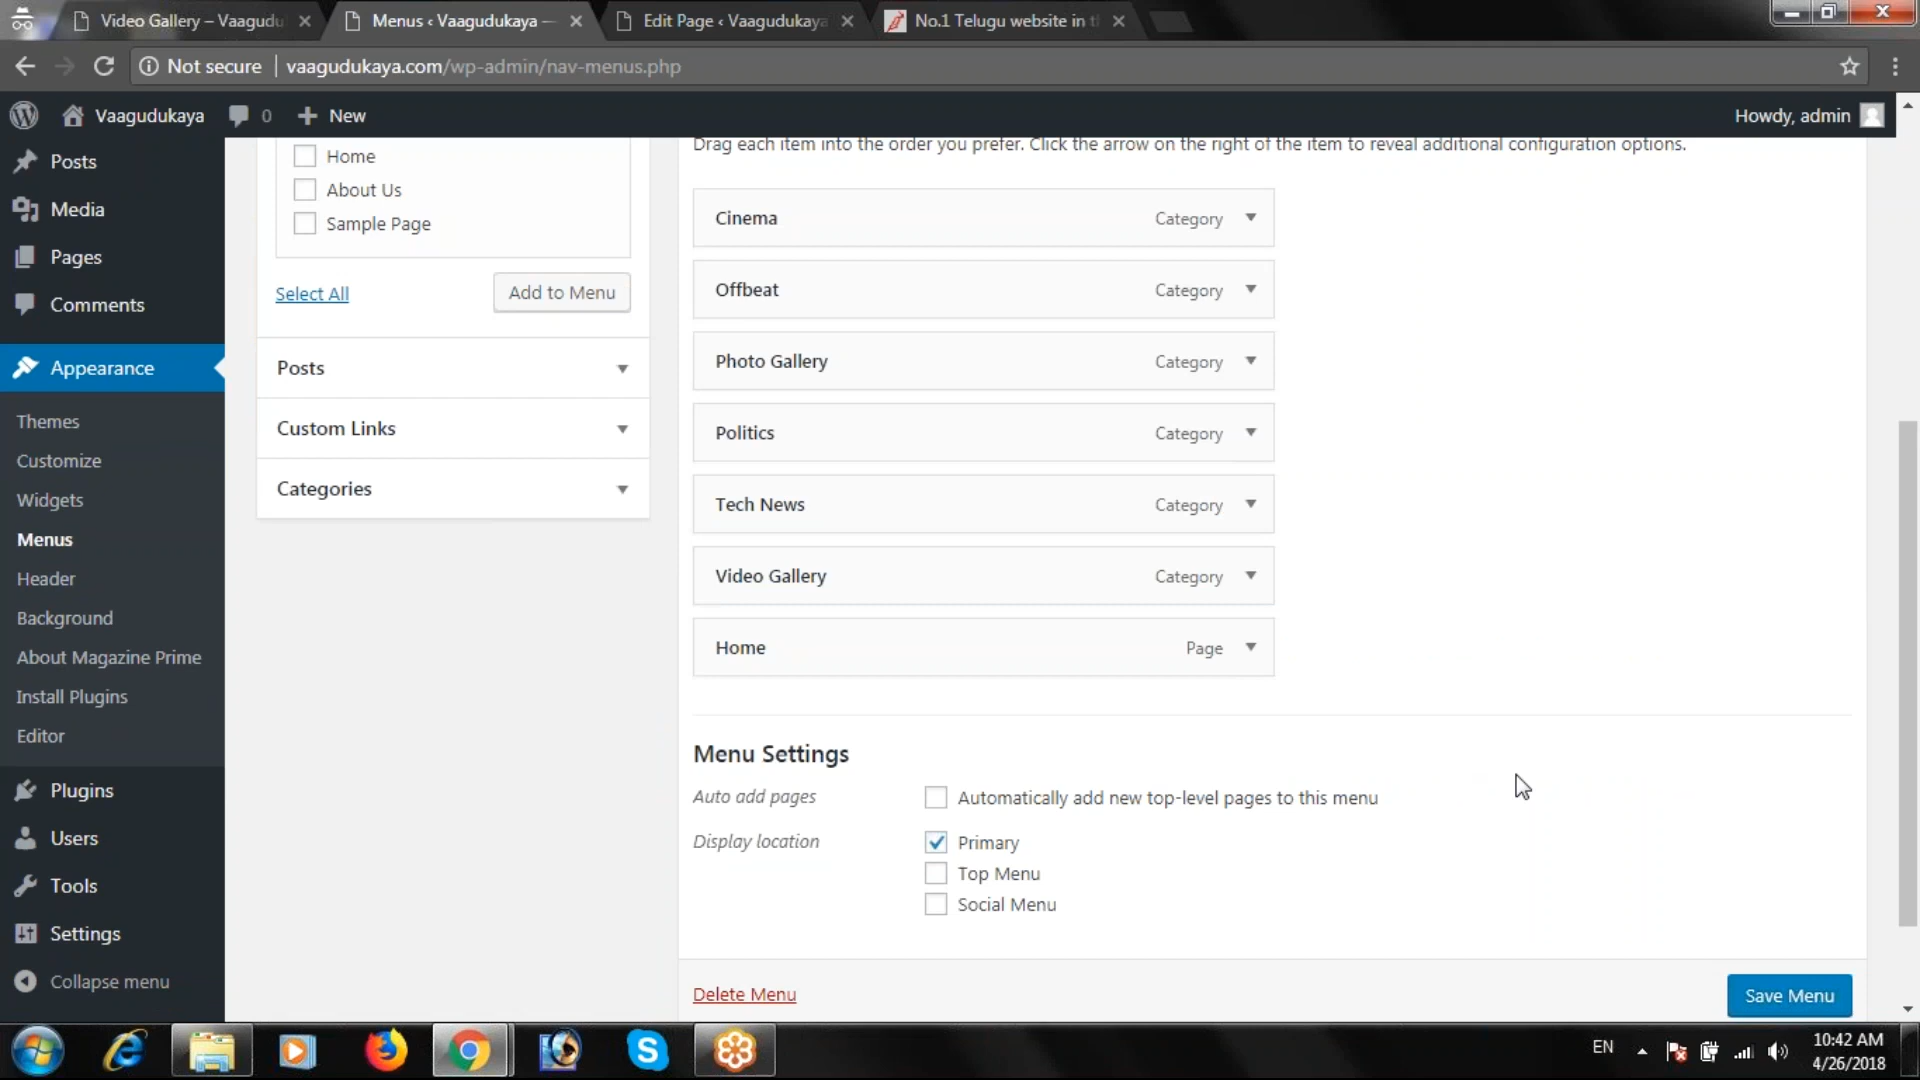 Video Gallery – Vaagudu
Menus ‹ Vaagudukaya —
Edit Page ‹ Vaagudukaya
No.1 Telugu website in t
Not secure
vaagudukaya.com/wp-admin/nav-menus.php
Vaagudukaya
0
New
Howdy, admin
Posts
Media
Pages
Comments
Appearance
Themes
Customize
Widgets
Menus
Header
Background
About Magazine Prime
Install Plugins
Editor
Plugins
Users
Tools
Settings
Collapse menu
Home
About Us
Sample Page
Select All
Add to Menu
Posts
Custom Links
Categories
Drag each item into the order you prefer. Click the arrow on the right of the item to reveal additional configuration options.
Cinema Category
Offbeat Category
Photo Gallery Category
Politics Category
Tech News Category
Video Gallery Category
Home Page
Menu Settings
Auto add pages Automatically add new top-level pages to this menu
Display location Primary
Top Menu
Social Menu
Delete Menu
Save Menu
EN
10:42 AM
4/26/2018